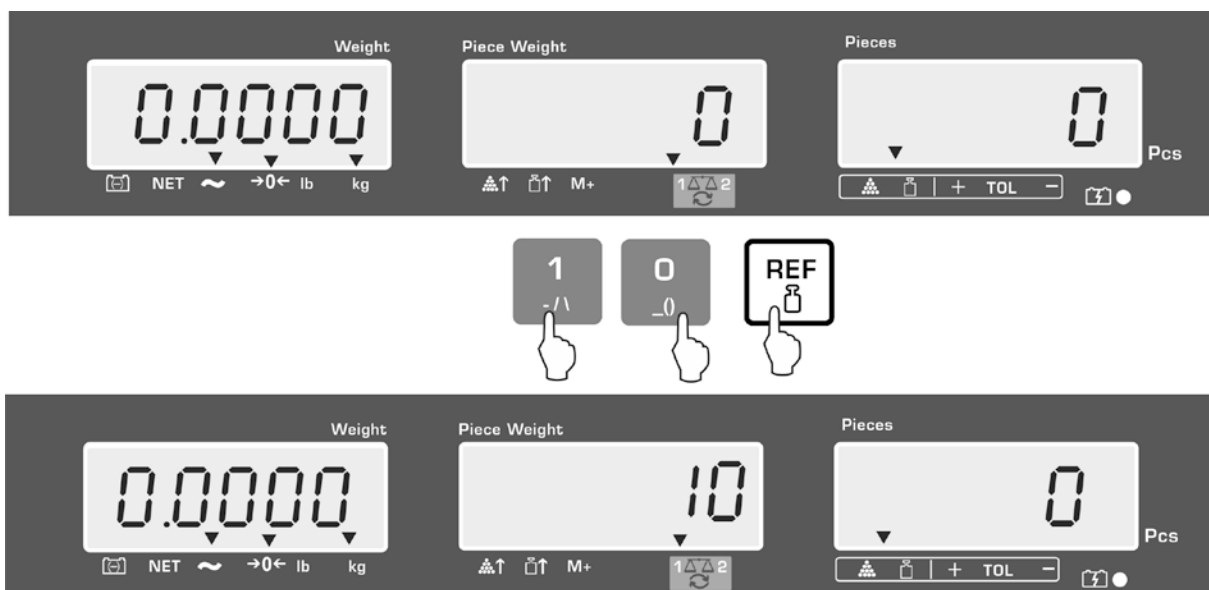 Weight Piece Weight Pieces
0.0000 0 0
Pcs
NET ~ →0← lb kg M+ 1 2 + TOL −
1 0 REF
- / \ _()
Weight Piece Weight Pieces
0.0000 10 0
Pcs
NET ~ →0← lb kg M+ 1 2 + TOL −